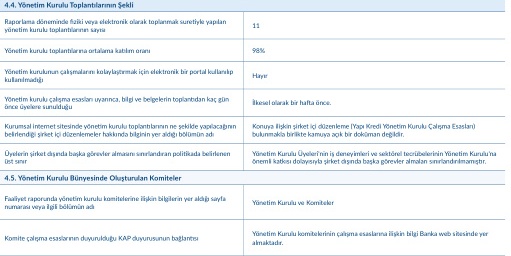 4.4. Yönetim Kurulu Toplantılarının Şekli
Raporlama döneminde fiziki veya elektronik olarak toplanmak suretiyle yapılan
yönetim kurulu toplantılarının sayısı
11
Yönetim kurulu toplantılarına ortalama katılım oranı
98%
Yönetim kurulunun çalışmalarını kolaylaştırmak için elektronik bir portal kullanılıp
kullanılmadığı
Hayır
Yönetim kurulu çalışma esasları uyarınca, bilgi ve belgelerin toplantıdan kaç gün
önce üyelere sunulduğu
İlkesel olarak bir hafta önce.
Kurumsal internet sitesinde yönetim kurulu toplantılarının ne şekilde yapılacağının
belirlendiği şirket içi düzenlemeler hakkında bilginin yer aldığı bölümün adı
Konuya ilişkin şirket içi düzenleme (Yapı Kredi Yönetim Kurulu Çalışma Esasları)
bulunmakla birlikte kamuya açık bir doküman değildir.
Üyelerin şirket dışında başka görevler almasını sınırlandıran politikada belirlenen
üst sınır
Yönetim Kurulu Üyeleri'nin iş deneyimleri ve sektörel tecrübelerinin Yönetim Kurulu'na
önemli katkısı dolayısıyla şirket dışında başka görevler almaları sınırlandırılmamıştır.
4.5. Yönetim Kurulu Bünyesinde Oluşturulan Komiteler
Faaliyet raporunda yönetim kurulu komitelerine ilişkin bilgilerin yer aldığı sayfa
numarası veya ilgili bölümün adı
Yönetim Kurulu ve Komiteler
Komite çalışma esaslarının duyurulduğu KAP duyurusunun bağlantısı
Yönetim Kurulu komitelerinin çalışma esaslarına ilişkin bilgi Banka web sitesinde yer
almaktadır.